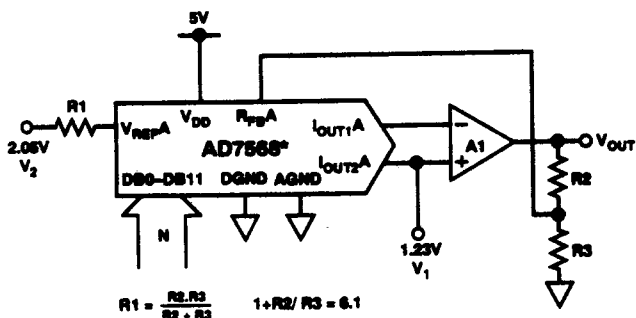 5V
R1
2.05V
V2
VREFA
VDD
RFBA
IOUT1A
AD7568*
IOUT2A
DB0–DB11
DGND
AGND
–
A1
+
VOUT
R2
R3
N
1.23V
V1
R1 = R2.R3 / R2 + R3
1+R2/ R3 = 6.1